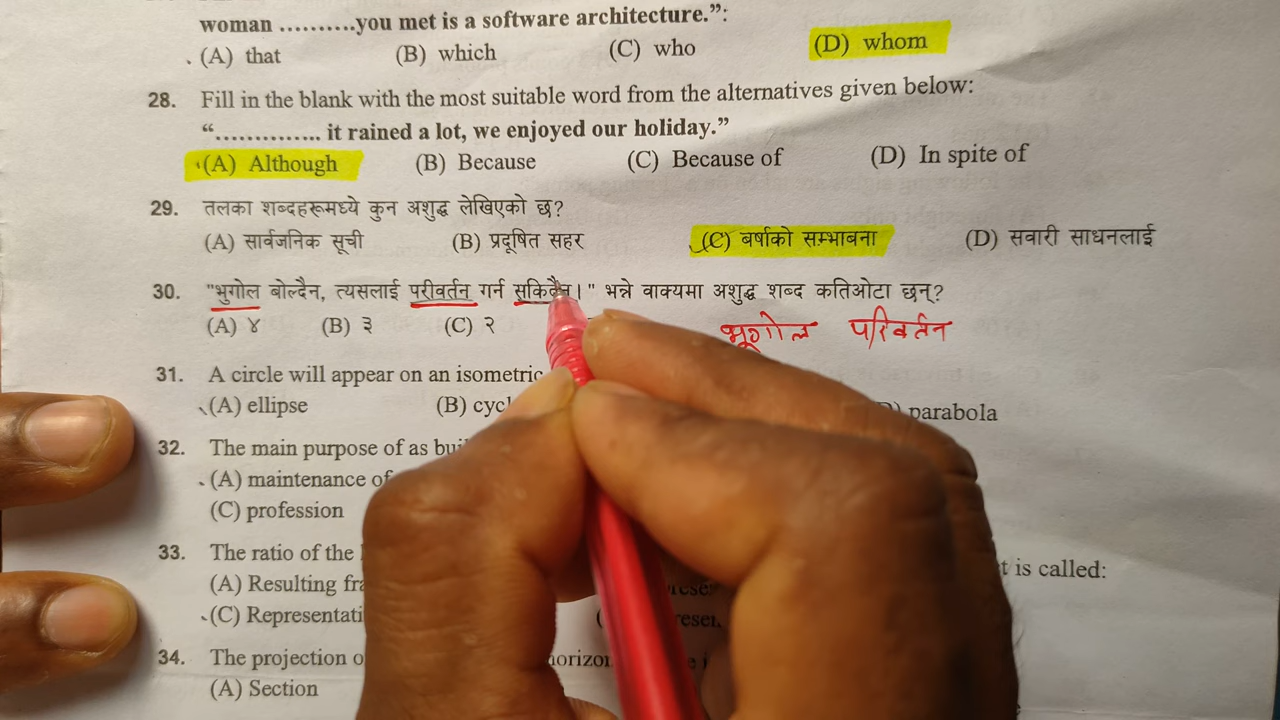 woman ...........you met is a software architecture.":
(A) that (B) which (C) who (D) whom
28. Fill in the blank with the most suitable word from the alternatives given below:
"............... it rained a lot, we enjoyed our holiday."
(A) Although (B) Because (C) Because of (D) In spite of
29. तलका शब्दहरूमध्ये कुन अशुद्ध लेखिएको छ?
(A) सार्वजनिक सूची (B) प्रदूषित सहर (C) बर्षाको सम्भाबना (D) सवारी साधनलाई
30. "भुगोल बोल्दैन, त्यसलाई परीवर्तन गर्न सकिदैन।" भन्ने वाक्यमा अशुद्ध शब्द कतिओटा छन्?
(A) ४ (B) ३ (C) २ भूगोल परिवर्तन
31. A circle will appear on an isometric
(A) ellipse (B) cycl (D) parabola
32. The main purpose of as bui
(A) maintenance of
(C) profession
33. The ratio of the t is called:
(A) Resulting fra
(C) Representati
34. The projection o horizon
(A) Section